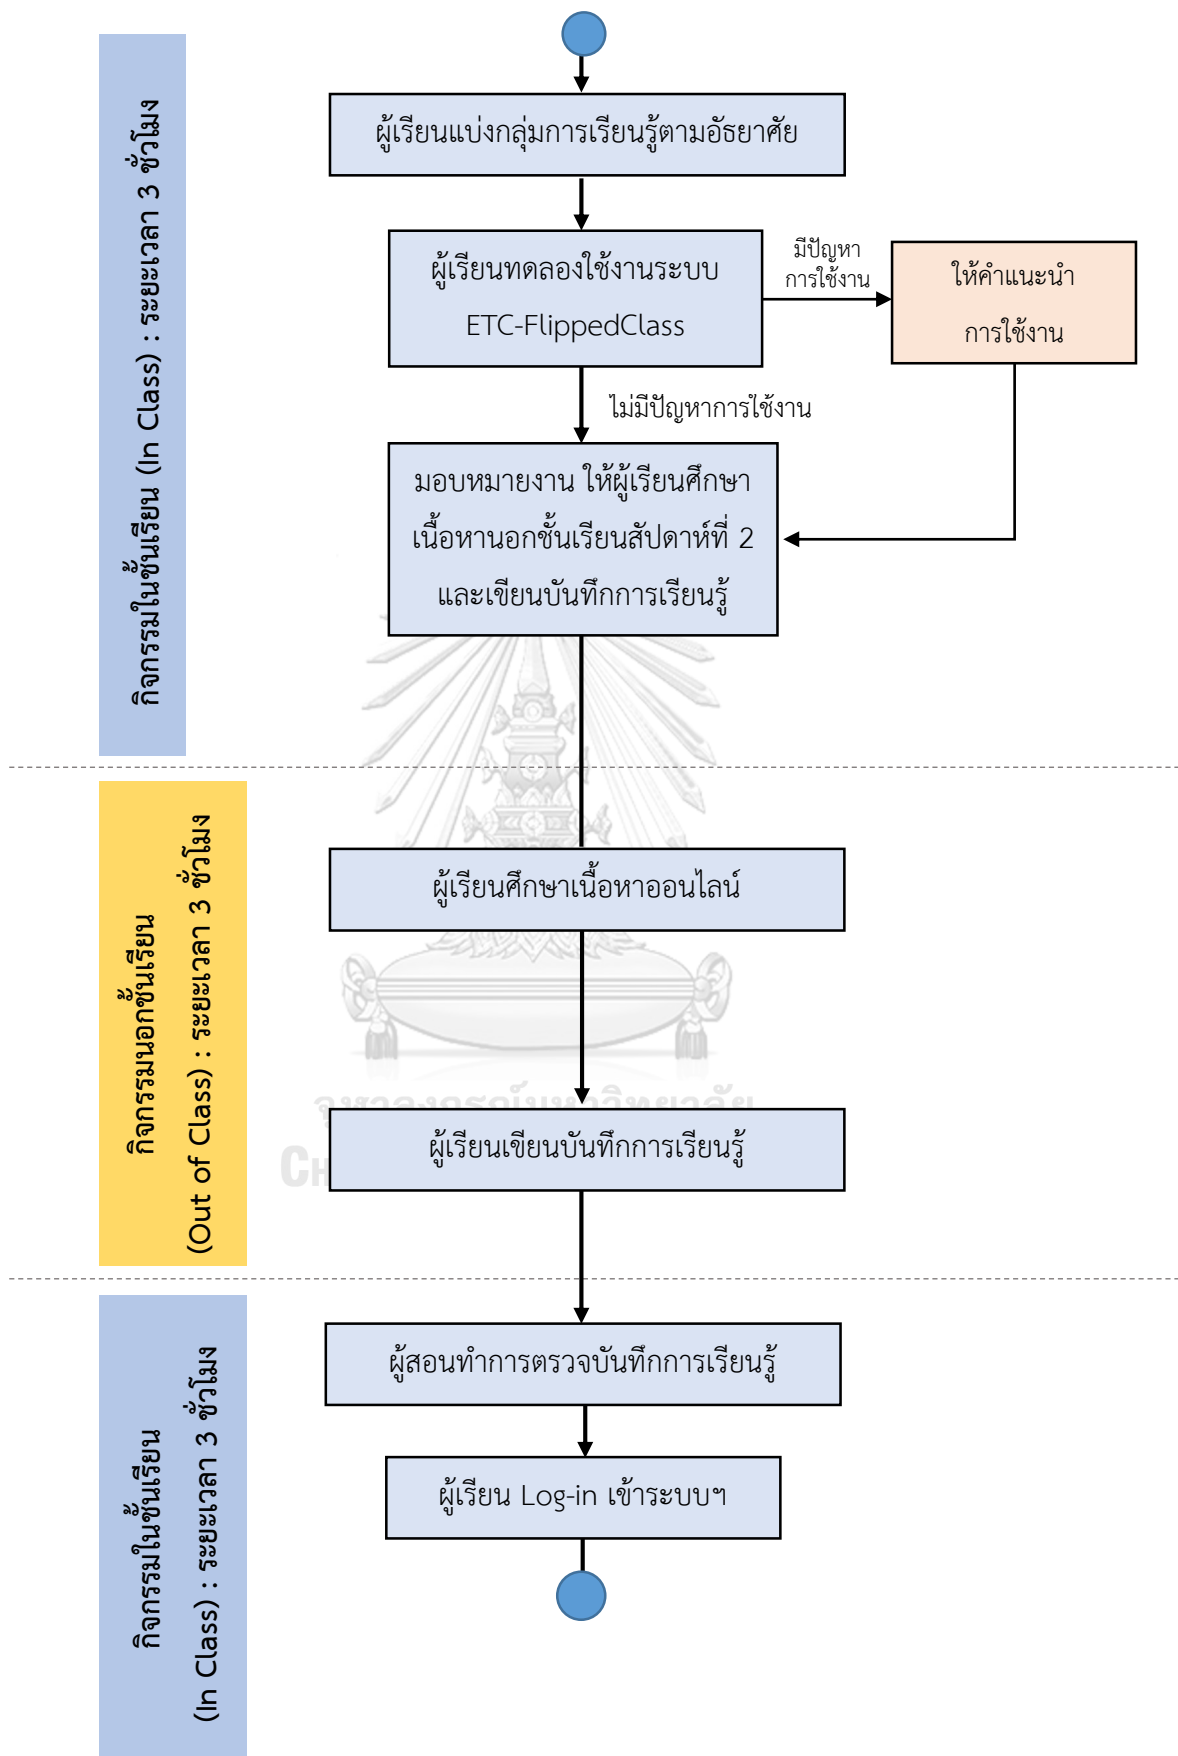 กิจกรรมในชั้นเรียน (In Class) : ระยะเวลา 3 ชั่วโมง
ผู้เรียนแบ่งกลุ่มการเรียนรู้ตามอัธยาศัย
ผู้เรียนทดลองใช้งานระบบ
ETC-FlippedClass
มีปัญหา
การใช้งาน
ให้คำแนะนำ
การใช้งาน
ไม่มีปัญหาการใช้งาน
มอบหมายงาน ให้ผู้เรียนศึกษา
เนื้อหานอกชั้นเรียนสัปดาห์ที่ 2
และเขียนบันทึกการเรียนรู้
กิจกรรมนอกชั้นเรียน
(Out of Class) : ระยะเวลา 3 ชั่วโมง
ผู้เรียนศึกษาเนื้อหาออนไลน์
จุฬาลงกรณ์มหาวิทยาลัย
ผู้เรียนเขียนบันทึกการเรียนรู้
กิจกรรมในชั้นเรียน
(In Class) : ระยะเวลา 3 ชั่วโมง
ผู้สอนทำการตรวจบันทึกการเรียนรู้
ผู้เรียน Log-in เข้าระบบฯ